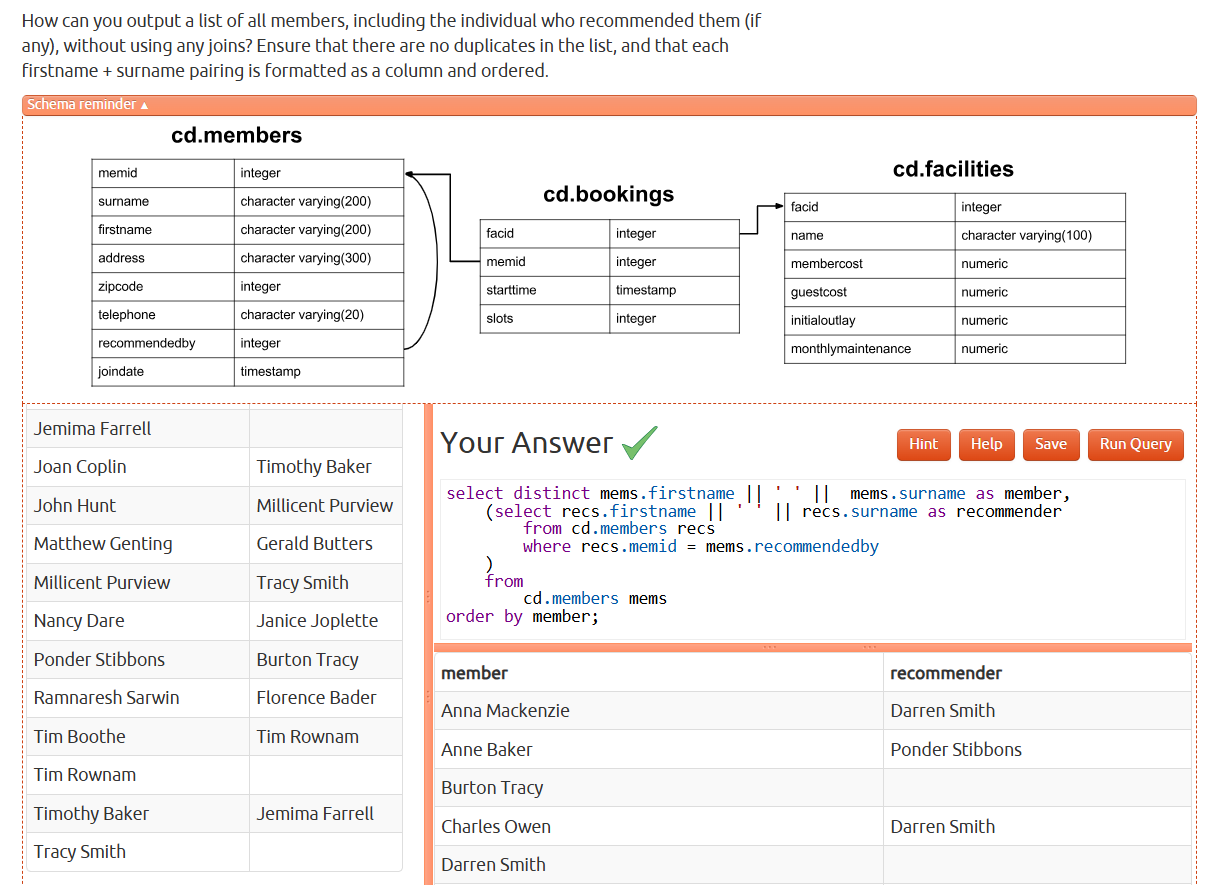 How can you output a list of all members, including the individual who recommended them (if
any), without using any joins? Ensure that there are no duplicates in the list, and that each
firstname + surname pairing is formatted as a column and ordered.
Schema reminder ▲
cd.members
memid integer
surname character varying(200)
firstname character varying(200)
address character varying(300)
zipcode integer
telephone character varying(20)
recommendedby integer
joindate timestamp
cd.bookings
facid integer
memid integer
starttime timestamp
slots integer
cd.facilities
facid integer
name character varying(100)
membercost numeric
guestcost numeric
initialoutlay numeric
monthlymaintenance numeric
Jemima Farrell
Joan Coplin Timothy Baker
John Hunt Millicent Purview
Matthew Genting Gerald Butters
Millicent Purview Tracy Smith
Nancy Dare Janice Joplette
Ponder Stibbons Burton Tracy
Ramnaresh Sarwin Florence Bader
Tim Boothe Tim Rownam
Tim Rownam
Timothy Baker Jemima Farrell
Tracy Smith
Your Answer
Hint Help Save Run Query
select distinct mems.firstname || ' ' ||  mems.surname as member,
(select recs.firstname || ' ' || recs.surname as recommender
from cd.members recs
where recs.memid = mems.recommendedby
)
from
cd.members mems
order by member;
member recommender
Anna Mackenzie Darren Smith
Anne Baker Ponder Stibbons
Burton Tracy
Charles Owen Darren Smith
Darren Smith